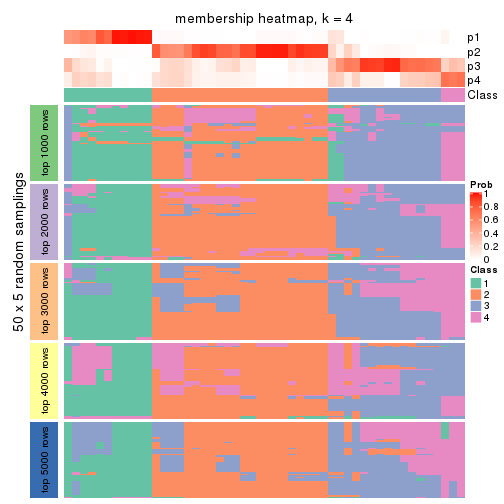 membership heatmap, k = 4
p1
p2
p3
p4
Class
50 x 5 random samplings
top 1000 rows
top 2000 rows
top 3000 rows
top 4000 rows
top 5000 rows
Prob
1
0.8
0.6
0.4
0.2
0
Class
1
2
3
4